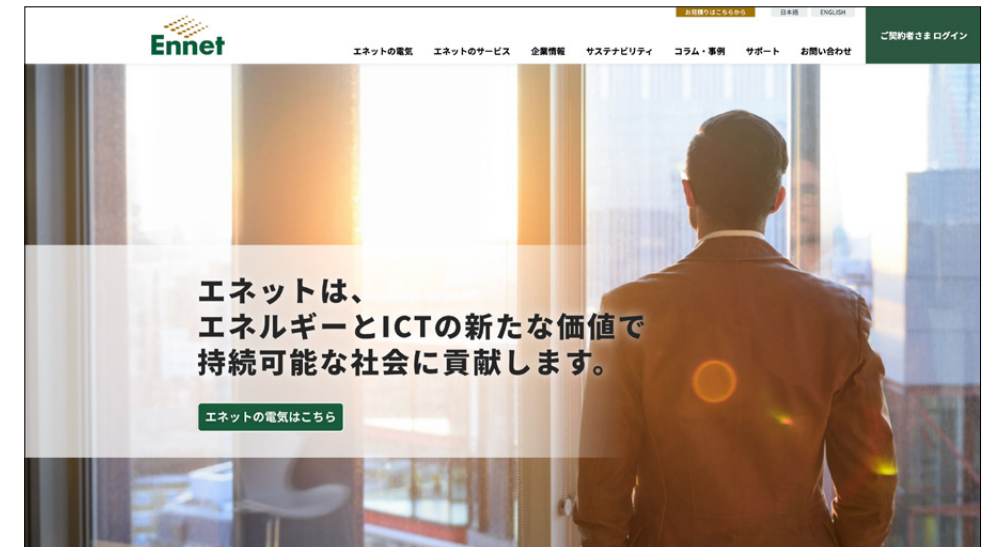 お見積りはこちらから
日本語
ENGLISH
ご契約者さま ログイン
Ennet
エネットの電気
エネットのサービス
企業情報
サステナビリティ
コラム・事例
サポート
お問い合わせ
エネットは、
エネルギーとICTの新たな価値で
持続可能な社会に貢献します。
エネットの電気はこちら